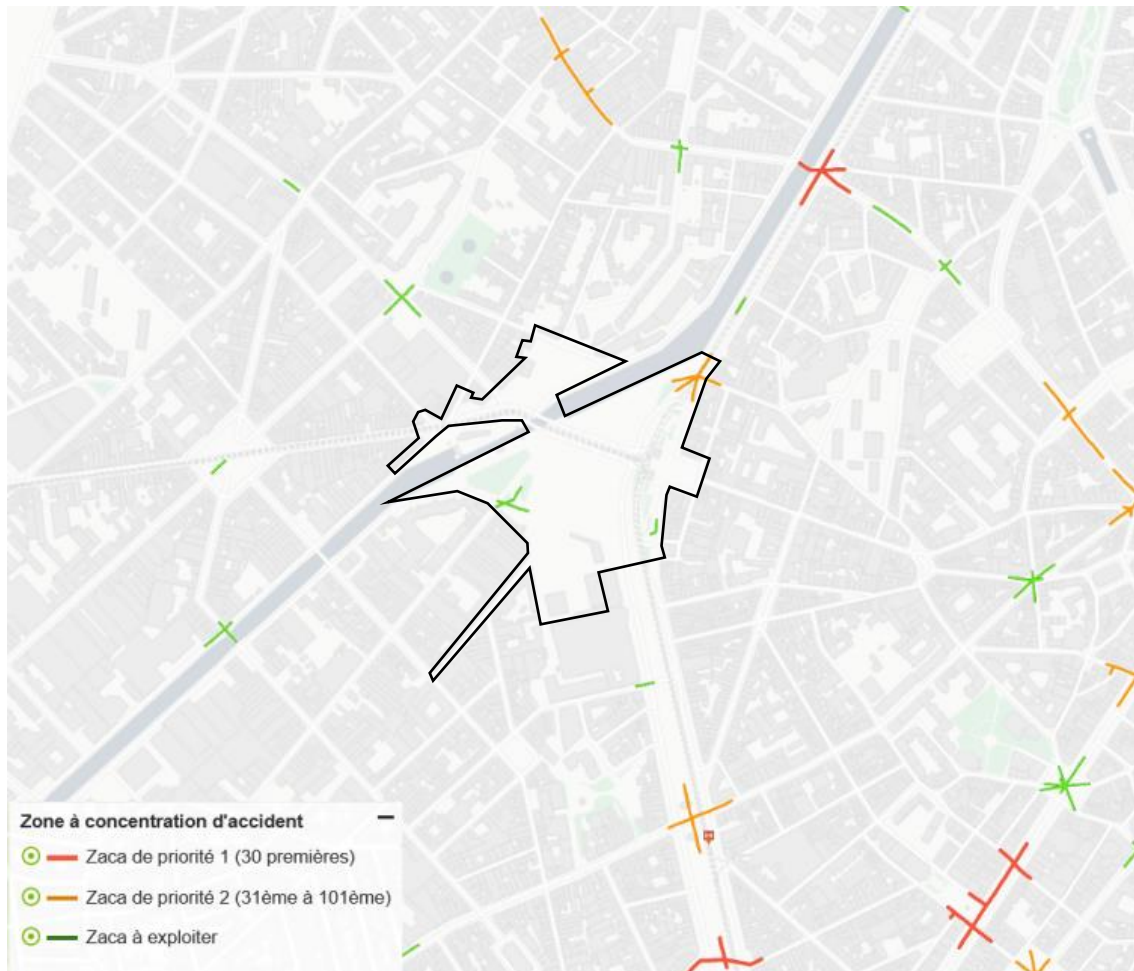 Zone à concentration d'accident
Zaca de priorité 1 (30 premières)
Zaca de priorité 2 (31ème à 101ème)
Zaca à exploiter